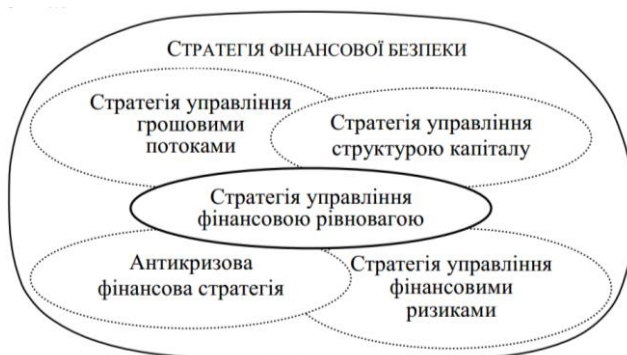 СТРАТЕГІЯ ФІНАНСОВОЇ БЕЗПЕКИ
Стратегія управління
грошовими
потоками
Стратегія управління
структурою капіталу
Стратегія управління
фінансовою рівновагою
Антикризова
фінансова стратегія
Стратегія управління
фінансовими
ризиками